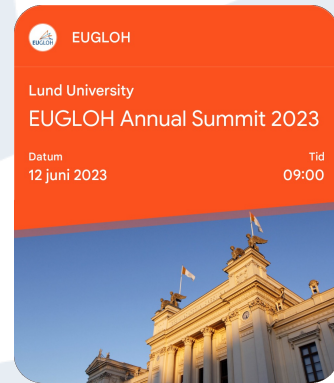 EUGLOH
EUGLOH
Lund University
EUGLOH Annual Summit 2023
Datum
Tid
12 juni 2023
09:00